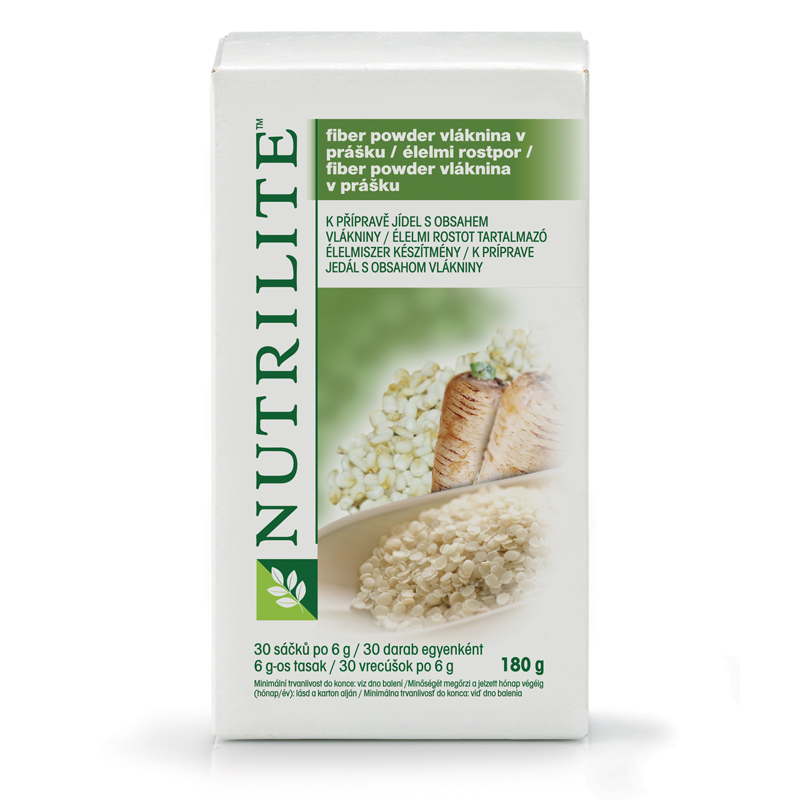 NUTRILITE™
fiber powder vláknina v
prášku / élelmi rostpor /
fiber powder vláknina
v prášku
K PŘÍPRAVĚ JÍDEL S OBSAHEM
VLÁKNINY / ÉLELMI ROSTOT TARTALMAZÓ
ÉLELMISZER KÉSZÍTMÉNY / K PRÍPRAVE
JEDÁL S OBSAHOM VLÁKNINY
30 sáčků po 6 g / 30 darab egyenként
6 g-os tasak / 30 vrecúšok po 6 g
180 g
Minimální trvanlivost do konce: viz dno balení /Minőségét megőrzi a jelzett hónap végéig
(hónap/év): lásd a karton alján / Minimálna trvanlivosť do konca: viď dno balenia